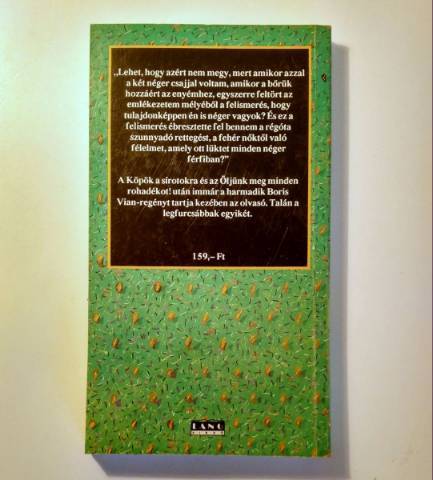 „Lehet, hogy azért nem megy, mert amikor azzal
a két néger csajjal voltam, amikor a bőrük
hozzáért az enyémhez, egyszerre feltört az
emlékezetem mélyéből a felismerés, hogy
tulajdonképpen én is néger vagyok? És ez a
felismerés ébresztette fel bennem a régóta
szunnyadó rettegést, a fehér nőktől való
félelmet, amely ott lüktet minden néger
férfiban?”
A Köpök a sírotokra és az Öljünk meg minden
rohadékot! után immár a harmadik Boris
Vian-regényt tartja kezében az olvasó. Talán a
legfurcsábbak egyikét.
159,– Ft
LÁNG
KIADÓ